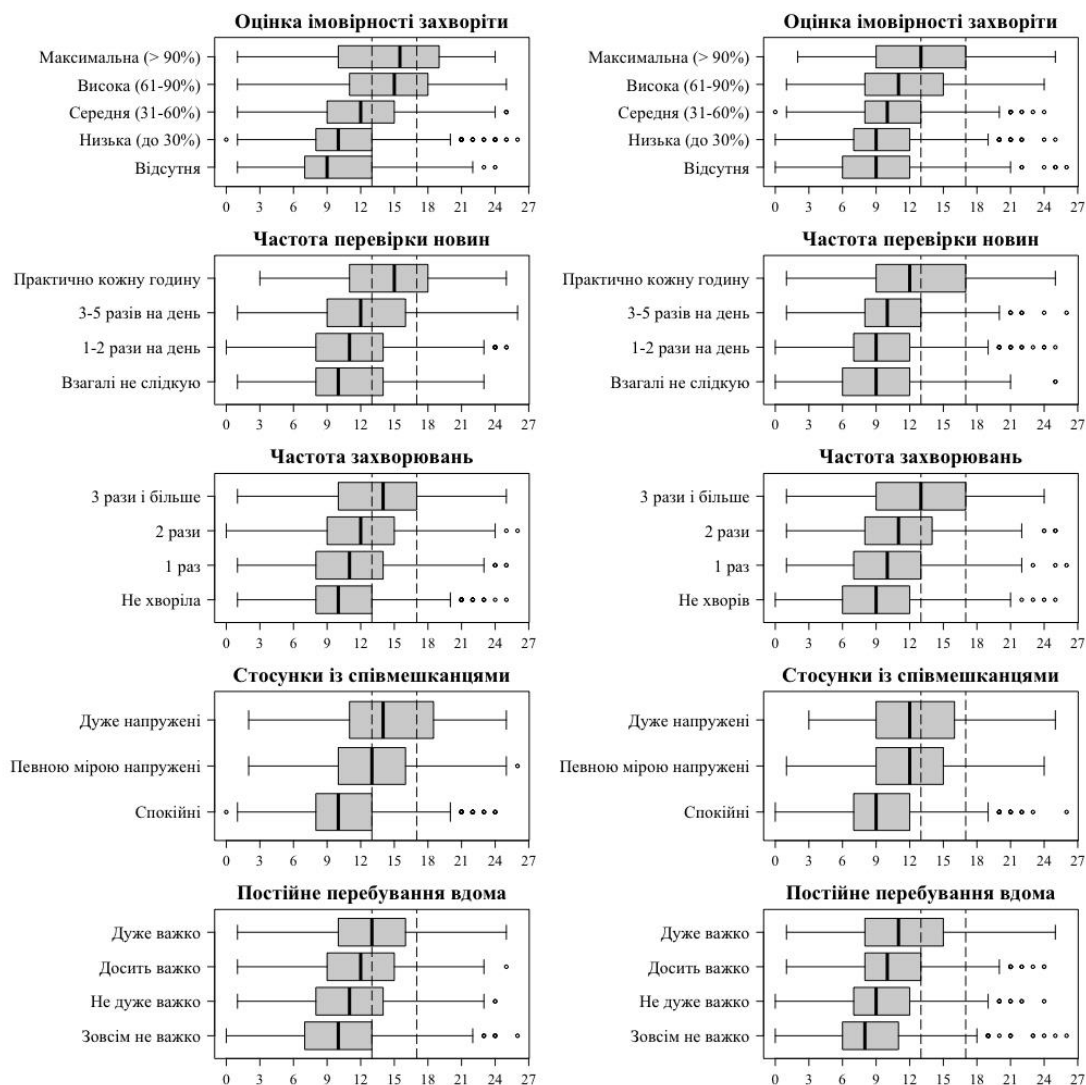 Оцінка імовірності захворіти
Максимальна (> 90%)
Висока (61-90%)
Середня (31-60%)
Низька (до 30%)
Відсутня
0 3 6 9 12 15 18 21 24 27
Оцінка імовірності захворіти
Максимальна (> 90%)
Висока (61-90%)
Середня (31-60%)
Низька (до 30%)
Відсутня
0 3 6 9 12 15 18 21 24 27
Частота перевірки новин
Практично кожну годину
3-5 разів на день
1-2 рази на день
Взагалі не слідкую
0 3 6 9 12 15 18 21 24 27
Частота перевірки новин
Практично кожну годину
3-5 разів на день
1-2 рази на день
Взагалі не слідкую
0 3 6 9 12 15 18 21 24 27
Частота захворювань
3 рази і більше
2 рази
1 раз
Не хворіла
0 3 6 9 12 15 18 21 24 27
Частота захворювань
3 рази і більше
2 рази
1 раз
Не хворів
0 3 6 9 12 15 18 21 24 27
Стосунки із співмешканцями
Дуже напружені
Певною мірою напружені
Спокійні
0 3 6 9 12 15 18 21 24 27
Стосунки із співмешканцями
Дуже напружені
Певною мірою напружені
Спокійні
0 3 6 9 12 15 18 21 24 27
Постійне перебування вдома
Дуже важко
Досить важко
Не дуже важко
Зовсім не важко
0 3 6 9 12 15 18 21 24 27
Постійне перебування вдома
Дуже важко
Досить важко
Не дуже важко
Зовсім не важко
0 3 6 9 12 15 18 21 24 27